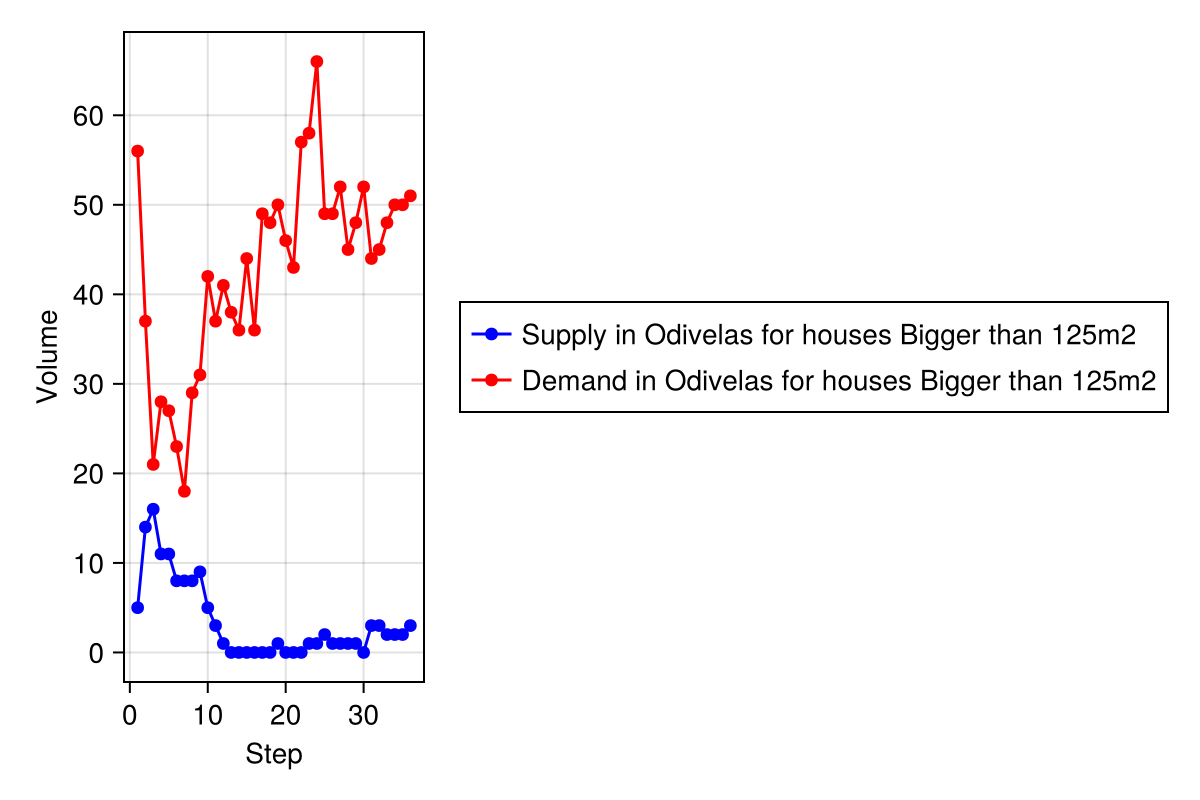 Volume
60
50
40
30
20
10
0
0 10 20 30
Step
Supply in Odivelas for houses Bigger than 125m2
Demand in Odivelas for houses Bigger than 125m2